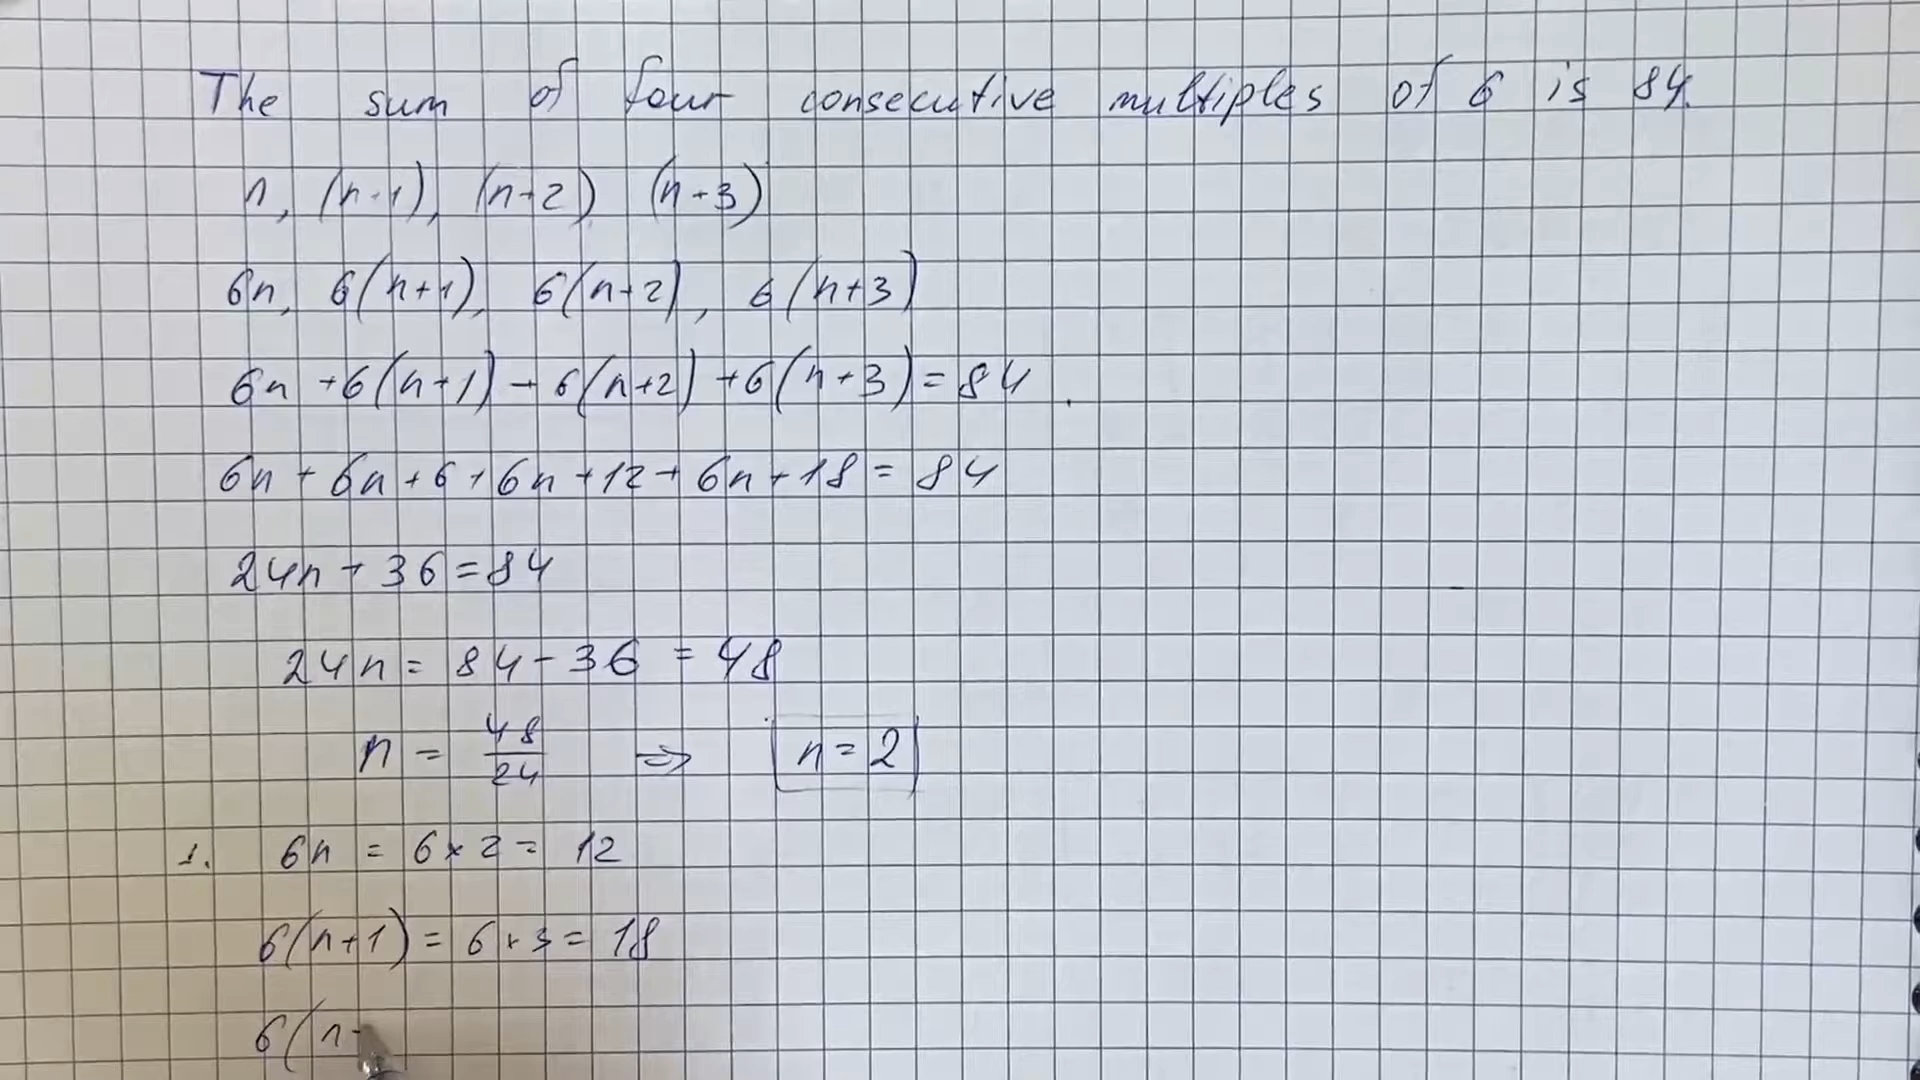 The sum of four consecutive multiples of 6 is 84.
n, (n+1), (n+2) (n+3)
6n, 6(n+1), 6(n+2), 6(n+3)
6n + 6(n+1) + 6(n+2) + 6(n+3) = 84
6n + 6n + 6 + 6n + 12 + 6n + 18 = 84
24n + 36 = 84
24n = 84 - 36 = 48
n = 48/24 ⇒ n = 2
1. 6n = 6 × 2 = 12
6(n+1) = 6 × 3 = 18
6(n+